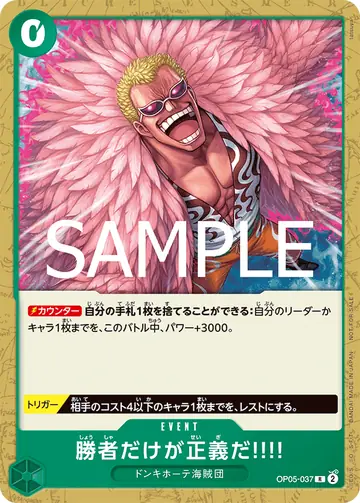 0
SAMPLE
カウンター 自分の手札1枚を捨てることができる:自分のリーダーか
キャラ1枚までを、このバトル中、パワー+3000。
トリガー 相手のコスト4以下のキャラ1枚までを、レストにする。
EVENT
勝者だけが正義だ!!!!
ドンキホーテ海賊団
OP05-037 R 2